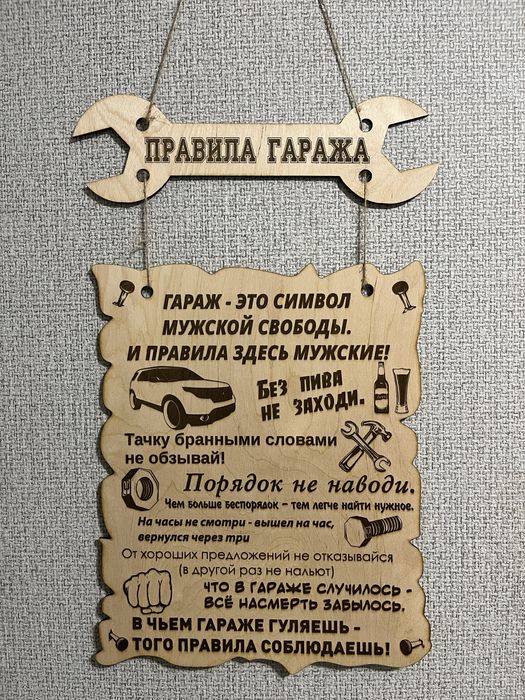 ПРАВИЛА ГАРАЖА
ГАРАЖ - ЭТО СИМВОЛ
МУЖСКОЙ СВОБОДЫ.
И ПРАВИЛА ЗДЕСЬ МУЖСКИЕ!
БЕЗ ПИВА
НЕ ЗАХОДИ.
Тачку бранными словами
не обзывай!
Порядок не наводи.
Чем больше беспорядок – тем легче найти нужное.
На часы не смотри - вышел на час,
вернулся через три
От хороших предложений не отказывайся
(в другой раз не нальют)
ЧТО В ГАРАЖЕ СЛУЧИЛОСЬ -
ВСЁ НАСМЕРТЬ ЗАБЫЛОСЬ.
В ЧЬЕМ ГАРАЖЕ ГУЛЯЕШЬ -
ТОГО ПРАВИЛА СОБЛЮДАЕШЬ!